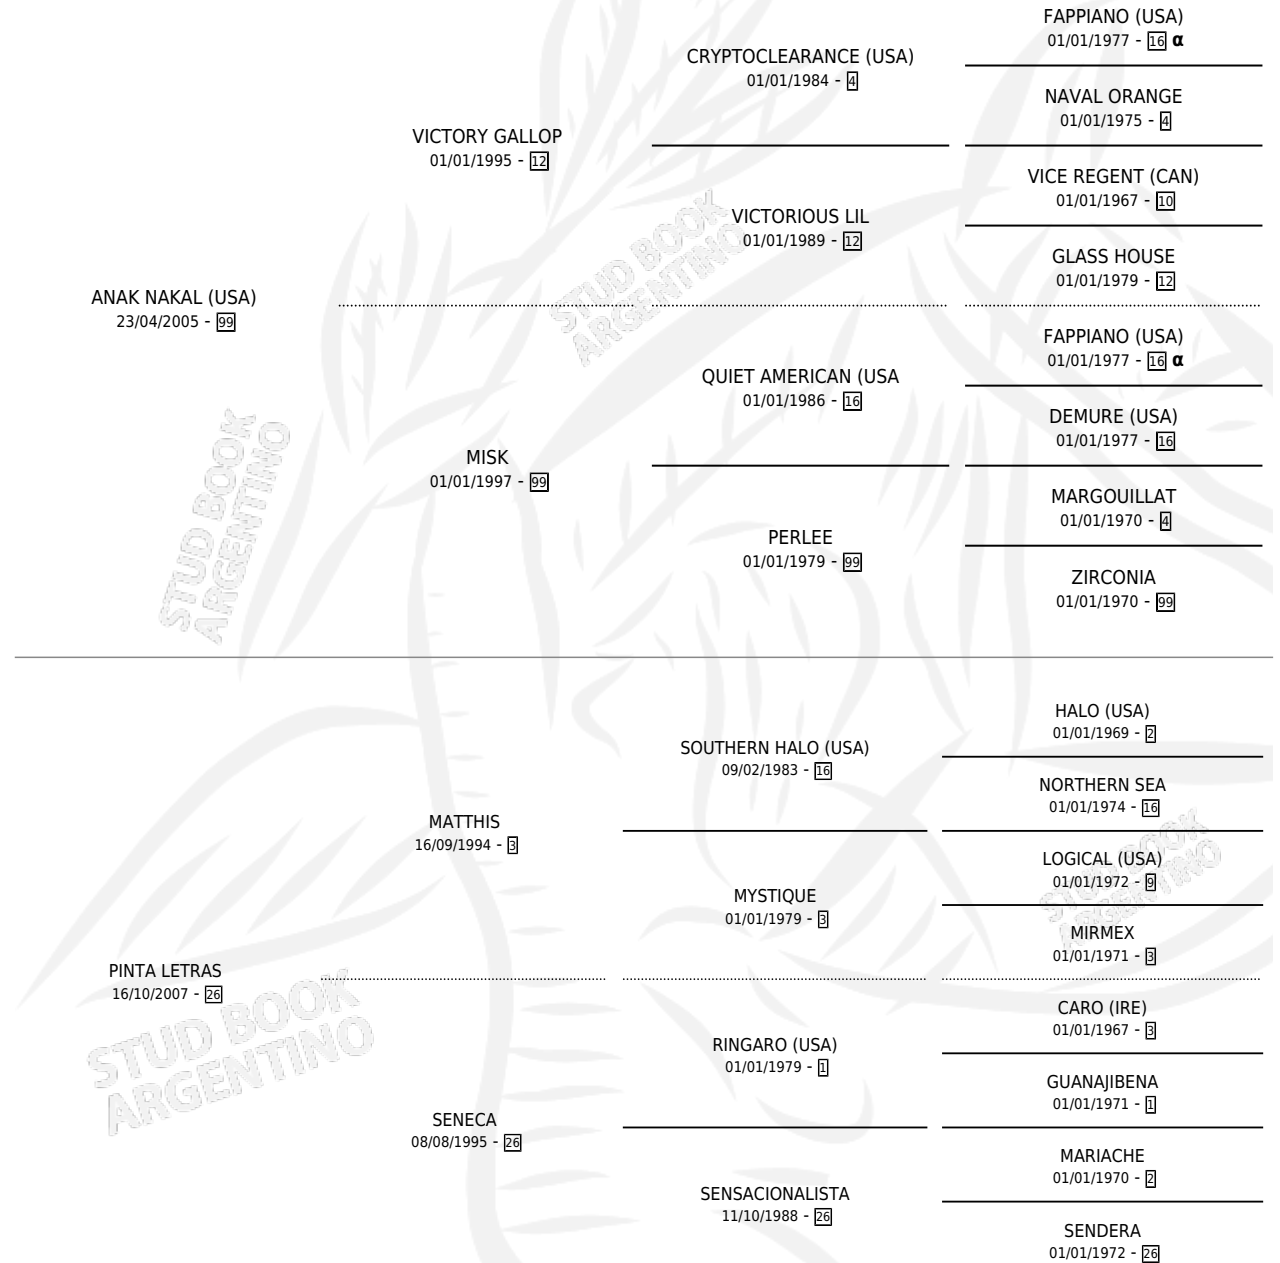 FAPPIANO (USA)
01/01/1977 - 16 α
CRYPTOCLEARANCE (USA)
01/01/1984 - 4
NAVAL ORANGE
01/01/1975 - 4
VICTORY GALLOP
01/01/1995 - 12
VICE REGENT (CAN)
01/01/1967 - 10
VICTORIOUS LIL
01/01/1989 - 12
GLASS HOUSE
01/01/1979 - 12
ANAK NAKAL (USA)
23/04/2005 - 99
FAPPIANO (USA)
01/01/1977 - 16 α
QUIET AMERICAN (USA
01/01/1986 - 16
DEMURE (USA)
01/01/1977 - 16
MISK
01/01/1997 - 99
MARGOUILLAT
01/01/1970 - 4
PERLEE
01/01/1979 - 99
ZIRCONIA
01/01/1970 - 99
HALO (USA)
01/01/1969 - 2
SOUTHERN HALO (USA)
09/02/1983 - 16
NORTHERN SEA
01/01/1974 - 16
MATTHIS
16/09/1994 - 3
LOGICAL (USA)
01/01/1972 - 9
MYSTIQUE
01/01/1979 - 3
MIRMEX
01/01/1971 - 3
PINTA LETRAS
16/10/2007 - 26
CARO (IRE)
01/01/1967 - 3
RINGARO (USA)
01/01/1979 - 1
GUANAJIBENA
01/01/1971 - 1
SENECA
08/08/1995 - 26
MARIACHE
01/01/1970 - 2
SENSACIONALISTA
11/10/1988 - 26
SENDERA
01/01/1972 - 26
STUD BOOK
ARGENTINO
STUD BOOK
ARGENTINO
STUD BOOK
ARGENTINO
STUD BOOK
ARGENTINO